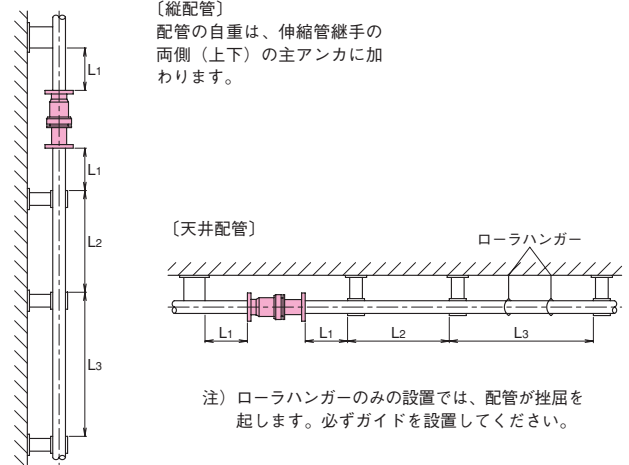 〔縦配管〕
配管の自重は、伸縮管継手の
両側（上下）の主アンカに加
わります。
L1
L1
L2
L3
〔天井配管〕
ローラハンガー
L1
L1
L2
L3
注）ローラハンガーのみの設置では、配管が挫屈を
起します。必ずガイドを設置してください。